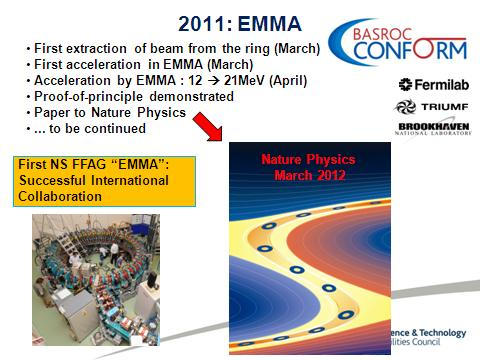 2011: EMMA
BASROC
CONFORM
• First extraction of beam from the ring (March)
• First acceleration in EMMA (March)
• Acceleration by EMMA : 12 → 21MeV (April)
• Proof-of-principle demonstrated
• Paper to Nature Physics
• ... to be continued
Fermilab
TRIUMF
BROOKHAVEN
NATIONAL LABORATORY
First NS FFAG “EMMA”:
Successful International
Collaboration
Nature Physics
March 2012
ience & Technology
ilities Council